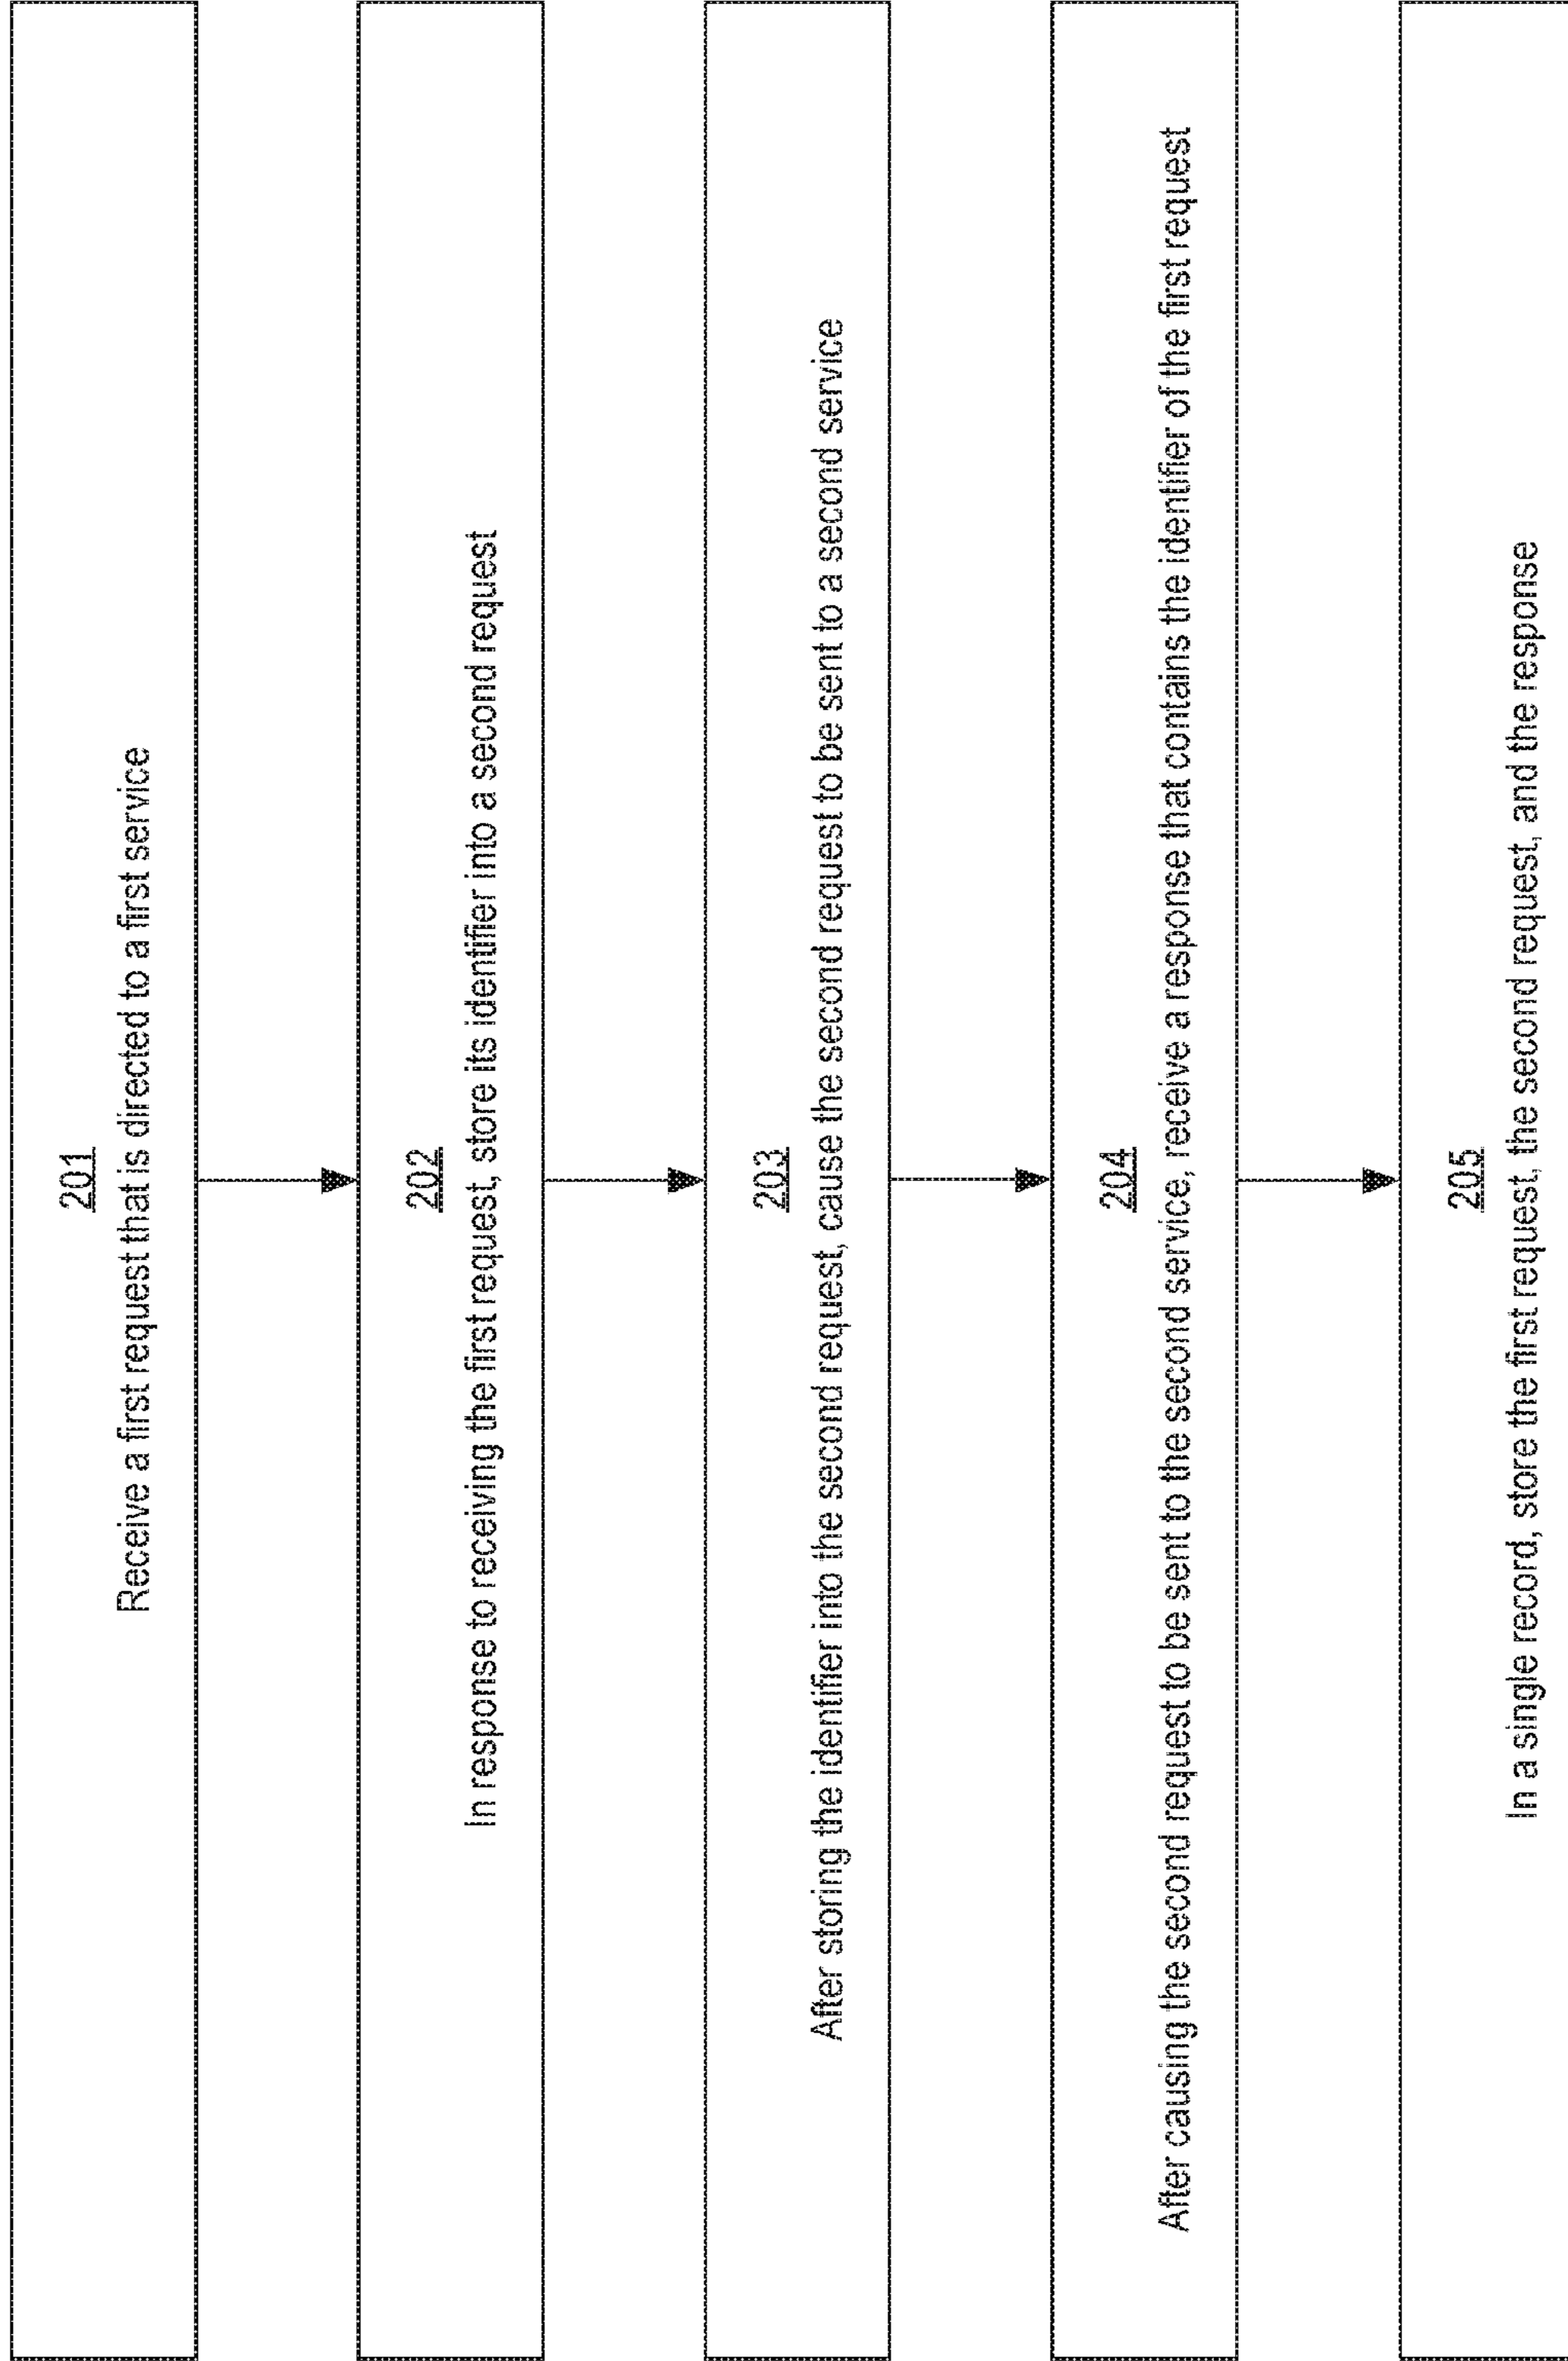 201
Receive a first request that is directed to a first service
202
In response to receiving the first request, store its identifier into a second request
203
After storing the identifier into the second request, cause the second request to be sent to a second service
204
After causing the second request to be sent to the second service, receive a response that contains the identifier of the first request
205
In a single record, store the first request, the second request, and the response